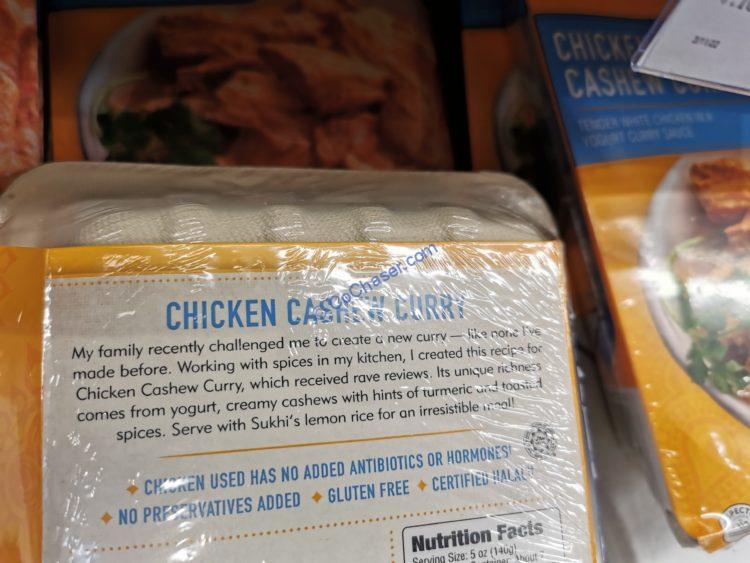 CHICKEN
CASHEW
TENDER WHITE CHICKEN IN A
YOGURT CURRY SAUCE
CHICKEN CASHEW CURRY
My family recently challenged me to create a new curry — like none I've
made before. Working with spices in my kitchen, I created this recipe for
Chicken Cashew Curry, which received rave reviews. Its unique richness
comes from yogurt, creamy cashews with hints of turmeric and toasted
spices. Serve with Sukhi's lemon rice for an irresistible meal!
CHICKEN USED HAS NO ADDED ANTIBIOTICS OR HORMONES
NO PRESERVATIVES ADDED GLUTEN FREE CERTIFIED HALAL
Nutrition Facts
Serving Size: 5 oz (140g)
About 7